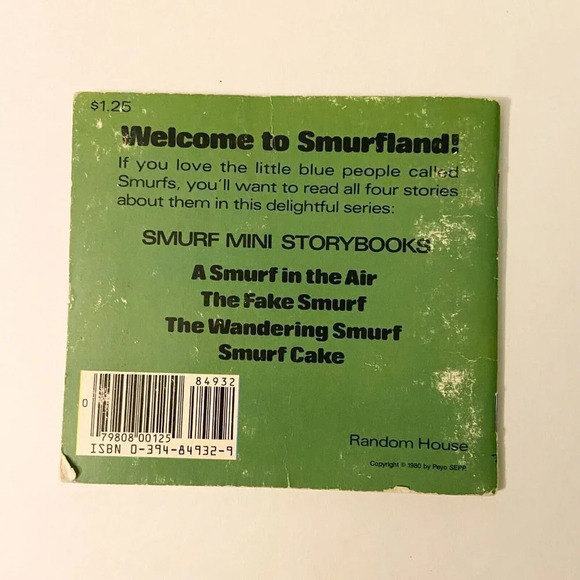 $1.25
Welcome to Smurfland!
If you love the little blue people called
Smurfs, you'll want to read all four stories
about them in this delightful series:
SMURF MINI STORYBOOKS
A Smurf in the Air
The Fake Smurf
The Wandering Smurf
Smurf Cake
84932
0
79808 00125
ISBN 0-394-84932-9
Random House
Copyright © 1980 by Peyo SEPP